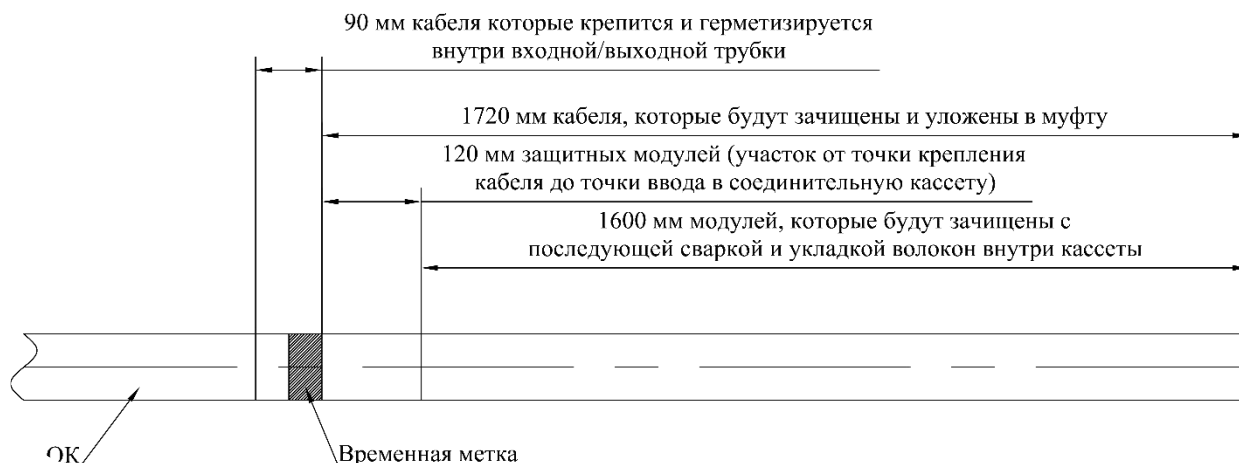 90 мм кабеля которые крепится и герметизируется
внутри входной/выходной трубки
1720 мм кабеля, которые будут зачищены и уложены в муфту
120 мм защитных модулей (участок от точки крепления
кабеля до точки ввода в соединительную кассету)
1600 мм модулей, которые будут зачищены с
последующей сваркой и укладкой волокон внутри кассеты
ОК
Временная метка